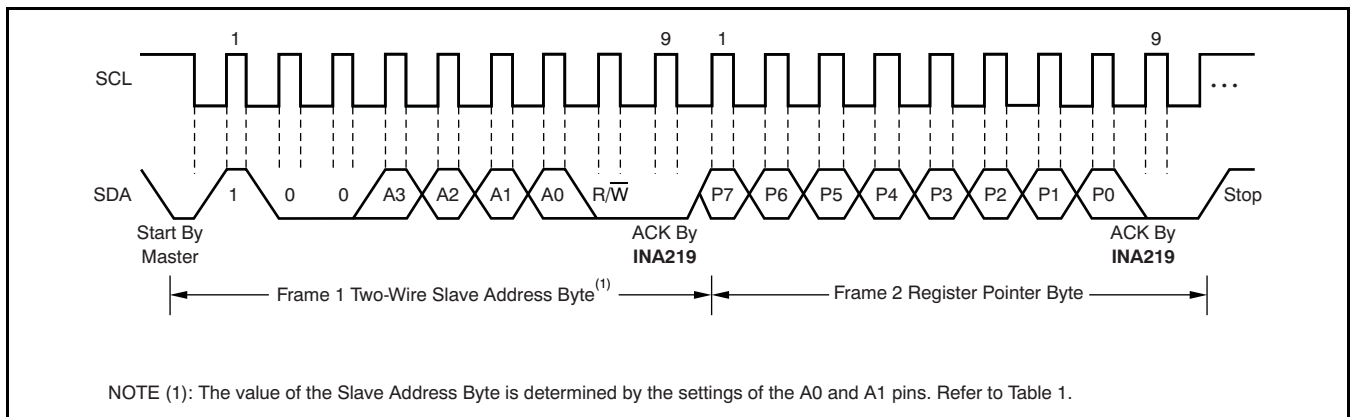 1 9 1 9
SCL ...
SDA 1 0 0 A3 A2 A1 A0 R/W̅ P7 P6 P5 P4 P3 P2 P1 P0 Stop
Start By
Master
ACK By
INA219
ACK By
INA219
Frame 1 Two-Wire Slave Address Byte(1)
Frame 2 Register Pointer Byte
NOTE (1): The value of the Slave Address Byte is determined by the settings of the A0 and A1 pins. Refer to Table 1.